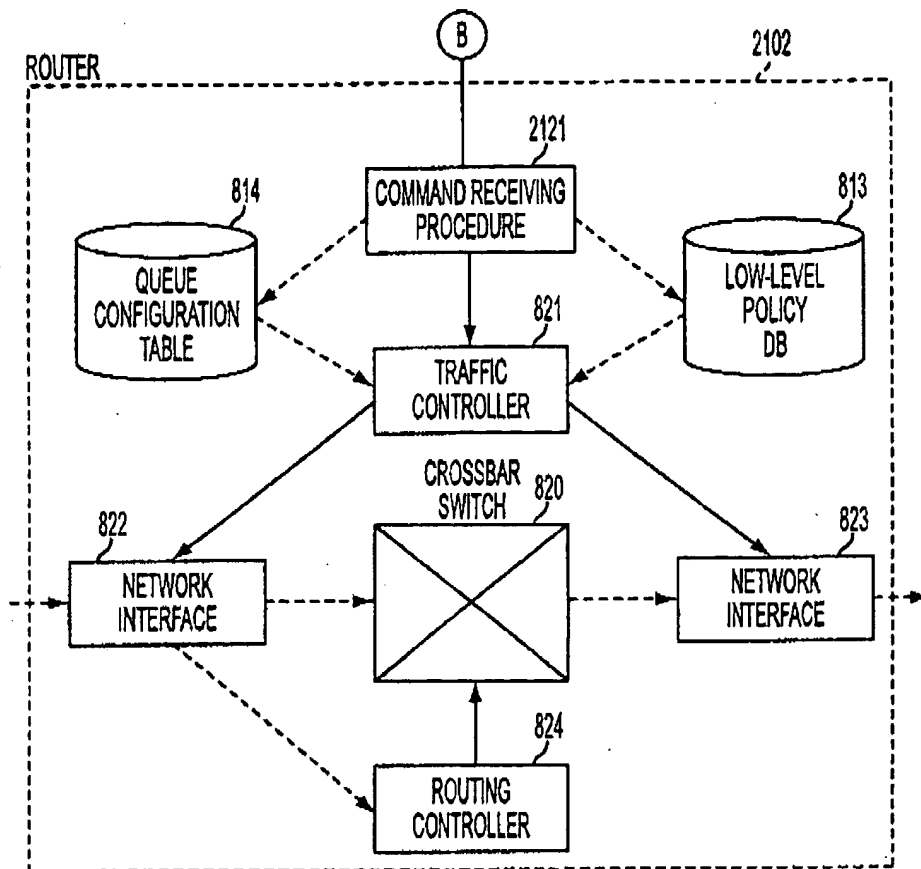 B
ROUTER
2102
2121
COMMAND RECEIVING
PROCEDURE
814
QUEUE
CONFIGURATION
TABLE
813
LOW-LEVEL
POLICY
DB
821
TRAFFIC
CONTROLLER
CROSSBAR
SWITCH
820
822
NETWORK
INTERFACE
823
NETWORK
INTERFACE
824
ROUTING
CONTROLLER